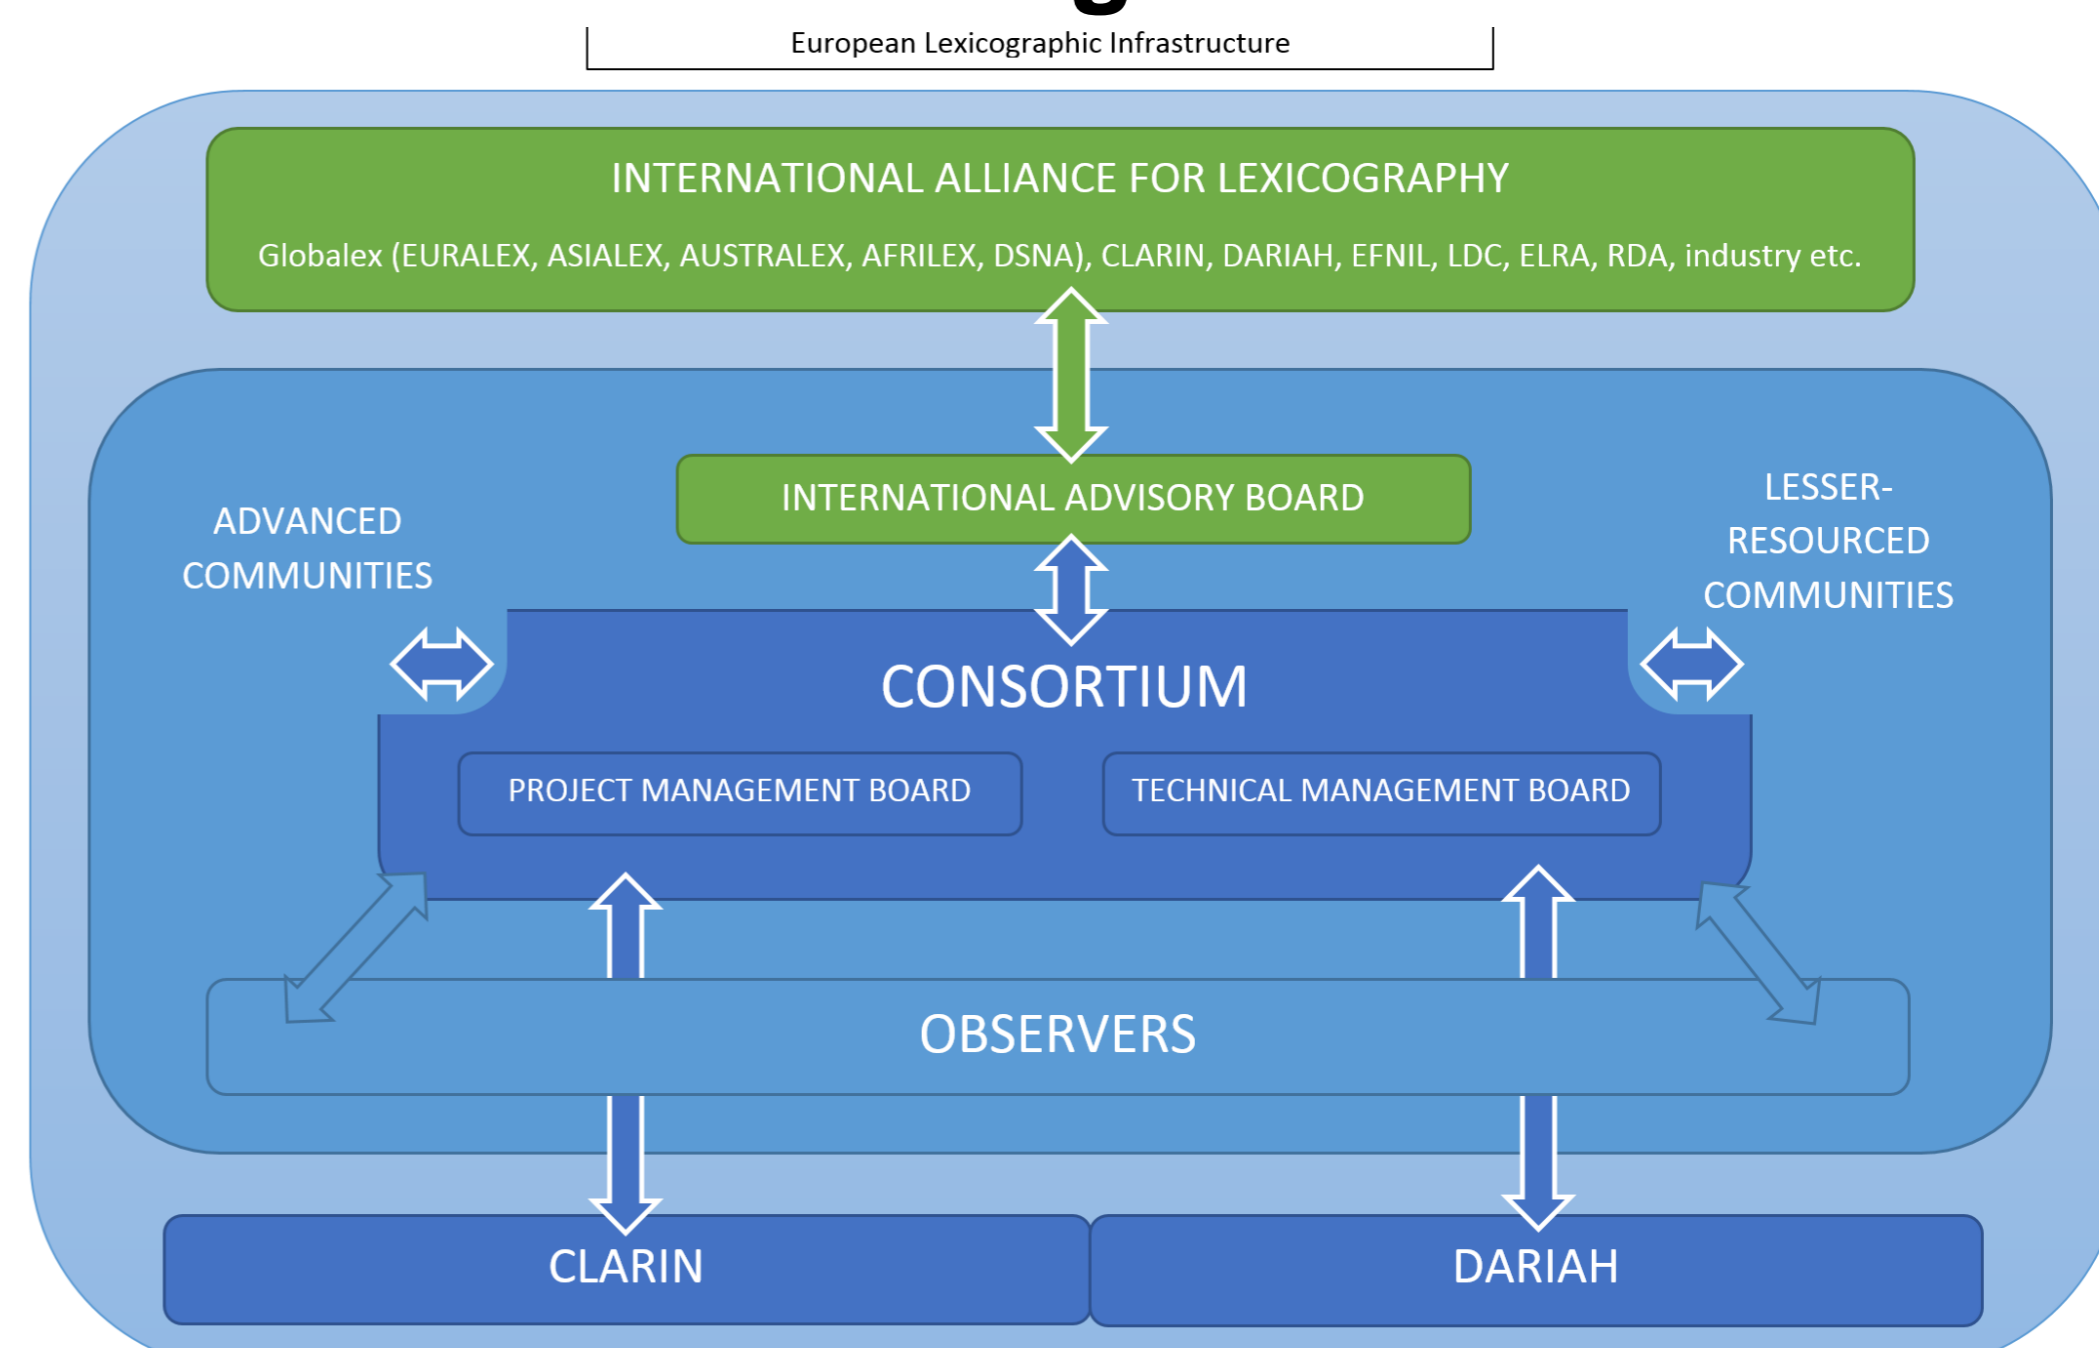 European Lexicographic Infrastructure
INTERNATIONAL ALLIANCE FOR LEXICOGRAPHY
Globalex (EURALEX, ASIALEX, AUSTRALEX, AFRILEX, DSNA), CLARIN, DARIAH, EFNIL, LDC, ELRA, RDA, industry etc.
INTERNATIONAL ADVISORY BOARD
ADVANCED
COMMUNITIES
LESSER-
RESOURCED
COMMUNITIES
CONSORTIUM
PROJECT MANAGEMENT BOARD
TECHNICAL MANAGEMENT BOARD
OBSERVERS
CLARIN
DARIAH